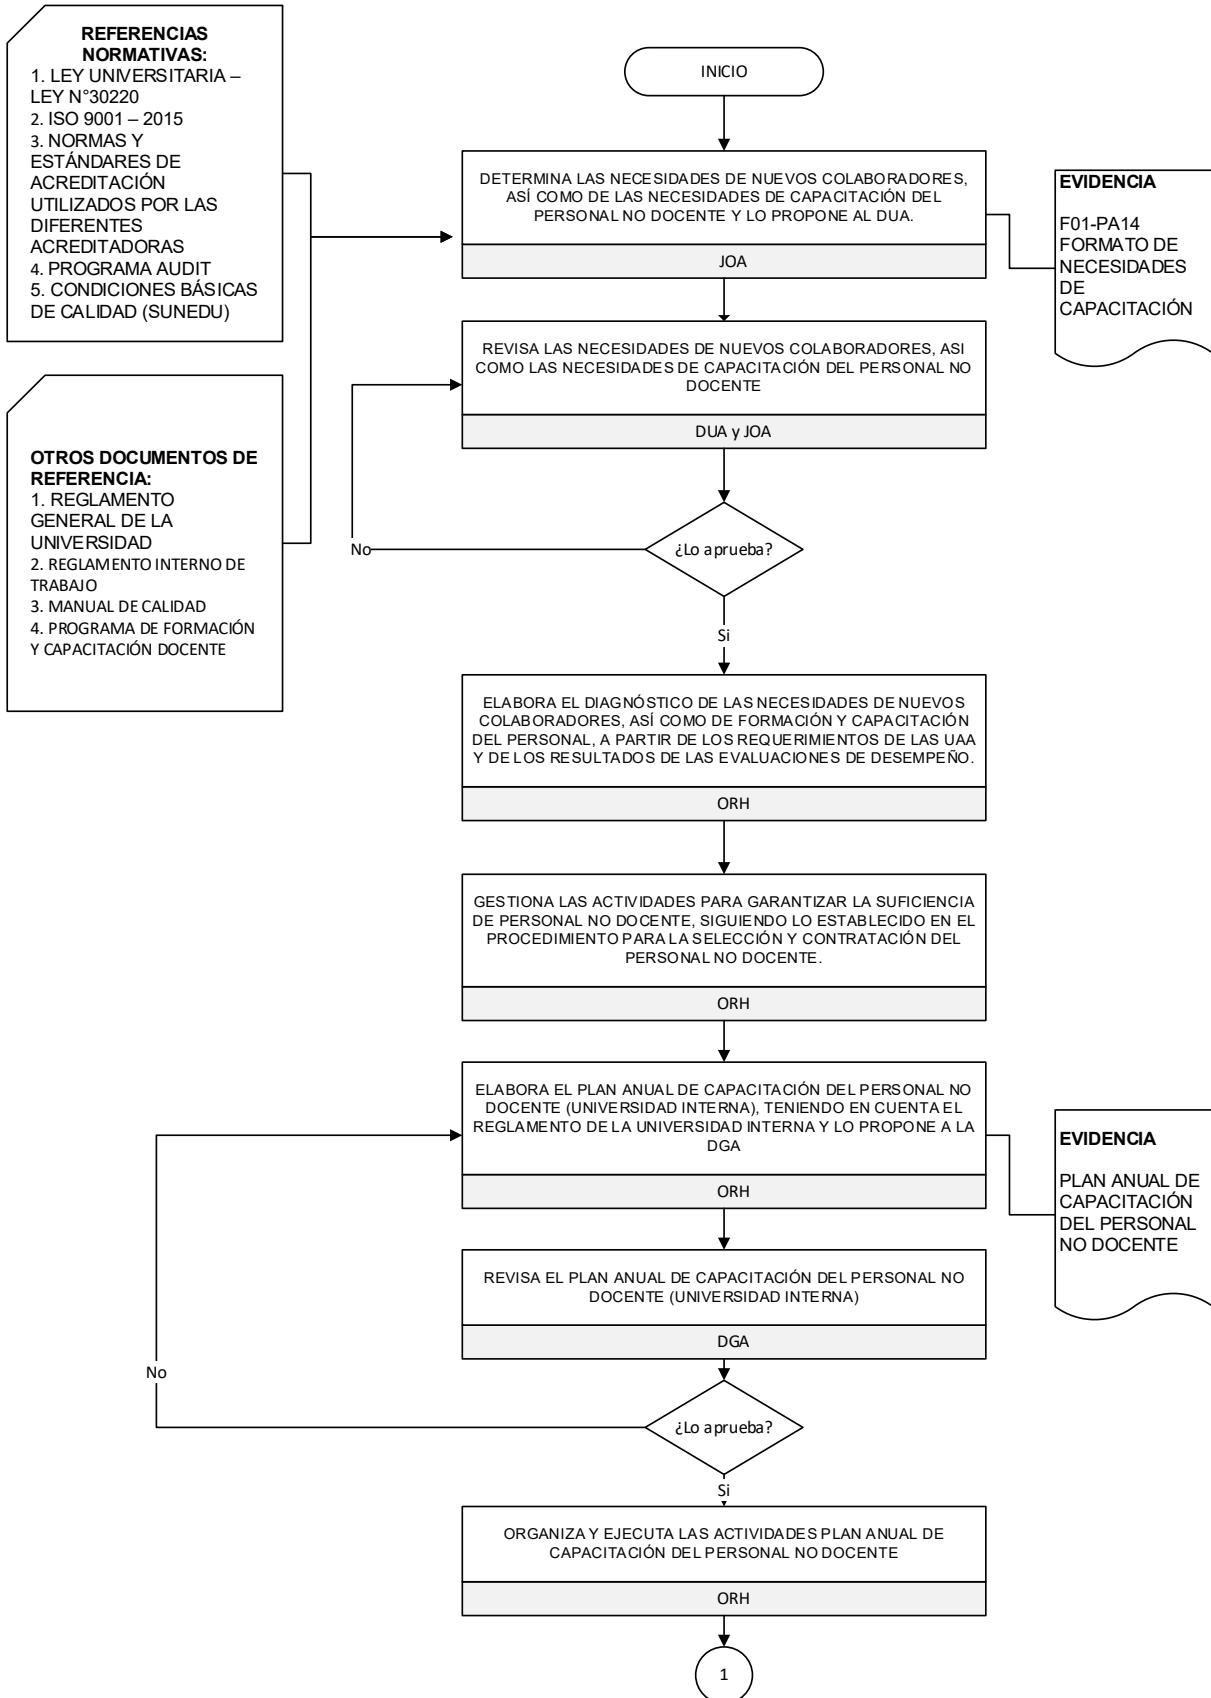 REFERENCIAS
NORMATIVAS:
1. LEY UNIVERSITARIA –
LEY N°30220
2. ISO 9001 – 2015
3. NORMAS Y
ESTÁNDARES DE
ACREDITACIÓN
UTILIZADOS POR LAS
DIFERENTES
ACREDITADORAS
4. PROGRAMA AUDIT
5. CONDICIONES BÁSICAS
DE CALIDAD (SUNEDU)
OTROS DOCUMENTOS DE
REFERENCIA:
1. REGLAMENTO
GENERAL DE LA
UNIVERSIDAD
2. REGLAMENTO INTERNO DE
TRABAJO
3. MANUAL DE CALIDAD
4. PROGRAMA DE FORMACIÓN
Y CAPACITACIÓN DOCENTE
INICIO
DETERMINA LAS NECESIDADES DE NUEVOS COLABORADORES,
ASÍ COMO DE LAS NECESIDADES DE CAPACITACIÓN DEL
PERSONAL NO DOCENTE Y LO PROPONE AL DUA.
JOA
EVIDENCIA
F01-PA14
FORMATO DE
NECESIDADES
DE
CAPACITACIÓN
REVISA LAS NECESIDADES DE NUEVOS COLABORADORES, ASI
COMO LAS NECESIDADES DE CAPACITACIÓN DEL PERSONAL NO
DOCENTE
DUA y JOA
¿Lo aprueba?
No
Si
ELABORA EL DIAGNÓSTICO DE LAS NECESIDADES DE NUEVOS
COLABORADORES, ASÍ COMO DE FORMACIÓN Y CAPACITACIÓN
DEL PERSONAL, A PARTIR DE LOS REQUERIMIENTOS DE LAS UAA
Y DE LOS RESULTADOS DE LAS EVALUACIONES DE DESEMPEÑO.
ORH
GESTIONA LAS ACTIVIDADES PARA GARANTIZAR LA SUFICIENCIA
DE PERSONAL NO DOCENTE, SIGUIENDO LO ESTABLECIDO EN EL
PROCEDIMIENTO PARA LA SELECCIÓN Y CONTRATACIÓN DEL
PERSONAL NO DOCENTE.
ORH
ELABORA EL PLAN ANUAL DE CAPACITACIÓN DEL PERSONAL NO
DOCENTE (UNIVERSIDAD INTERNA), TENIENDO EN CUENTA EL
REGLAMENTO DE LA UNIVERSIDAD INTERNA Y LO PROPONE A LA
DGA
ORH
EVIDENCIA
PLAN ANUAL DE
CAPACITACIÓN
DEL PERSONAL
NO DOCENTE
REVISA EL PLAN ANUAL DE CAPACITACIÓN DEL PERSONAL NO
DOCENTE (UNIVERSIDAD INTERNA)
DGA
No
¿Lo aprueba?
Si
ORGANIZA Y EJECUTA LAS ACTIVIDADES PLAN ANUAL DE
CAPACITACIÓN DEL PERSONAL NO DOCENTE
ORH
1